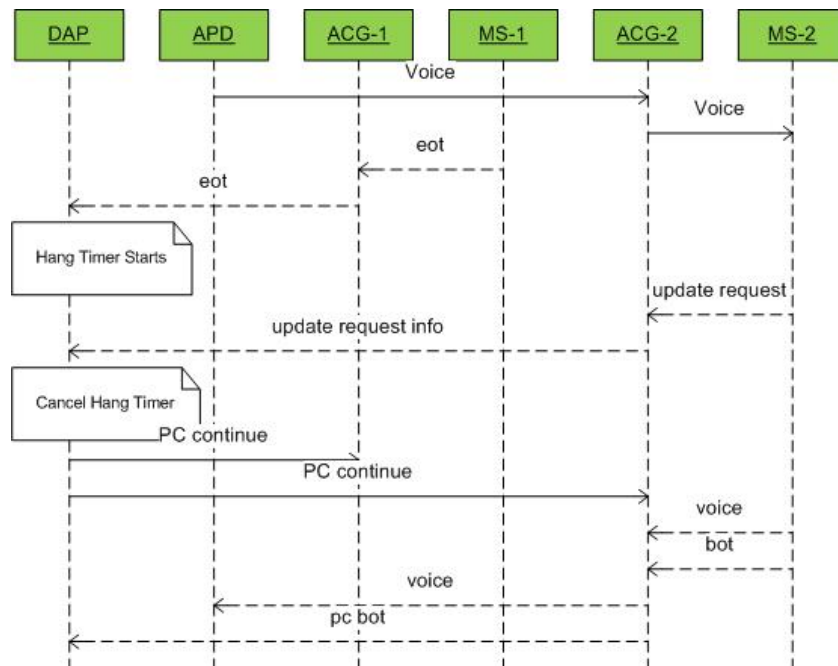 DAP
APD
ACG-1
MS-1
ACG-2
MS-2
Voice
Voice
eot
eot
Hang Timer Starts
update request
update request info
Cancel Hang Timer
PC continue
PC continue
voice
bot
voice
pc bot